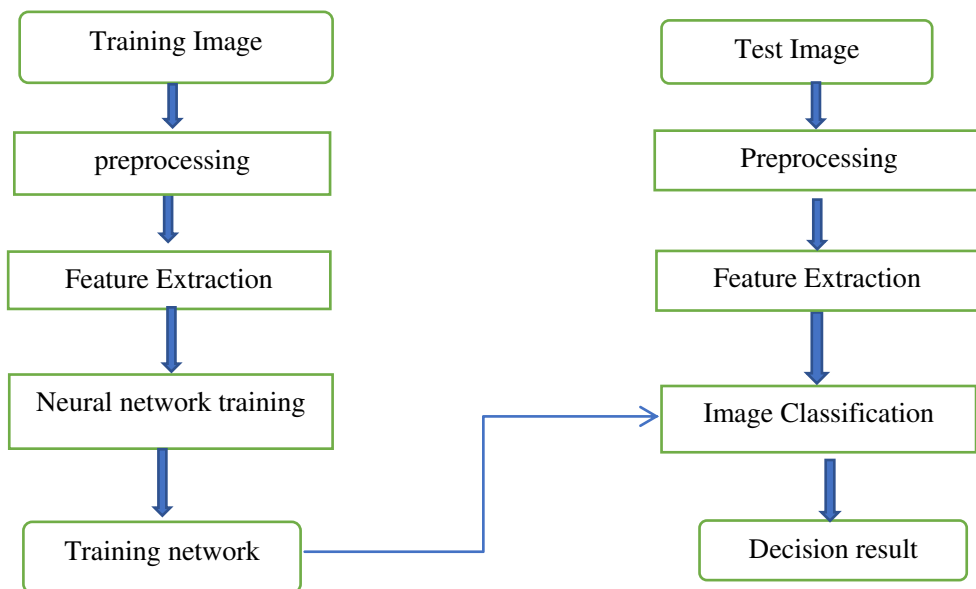 Training Image
preprocessing
Feature Extraction
Neural network training
Training network
Test Image
Preprocessing
Feature Extraction
Image Classification
Decision result